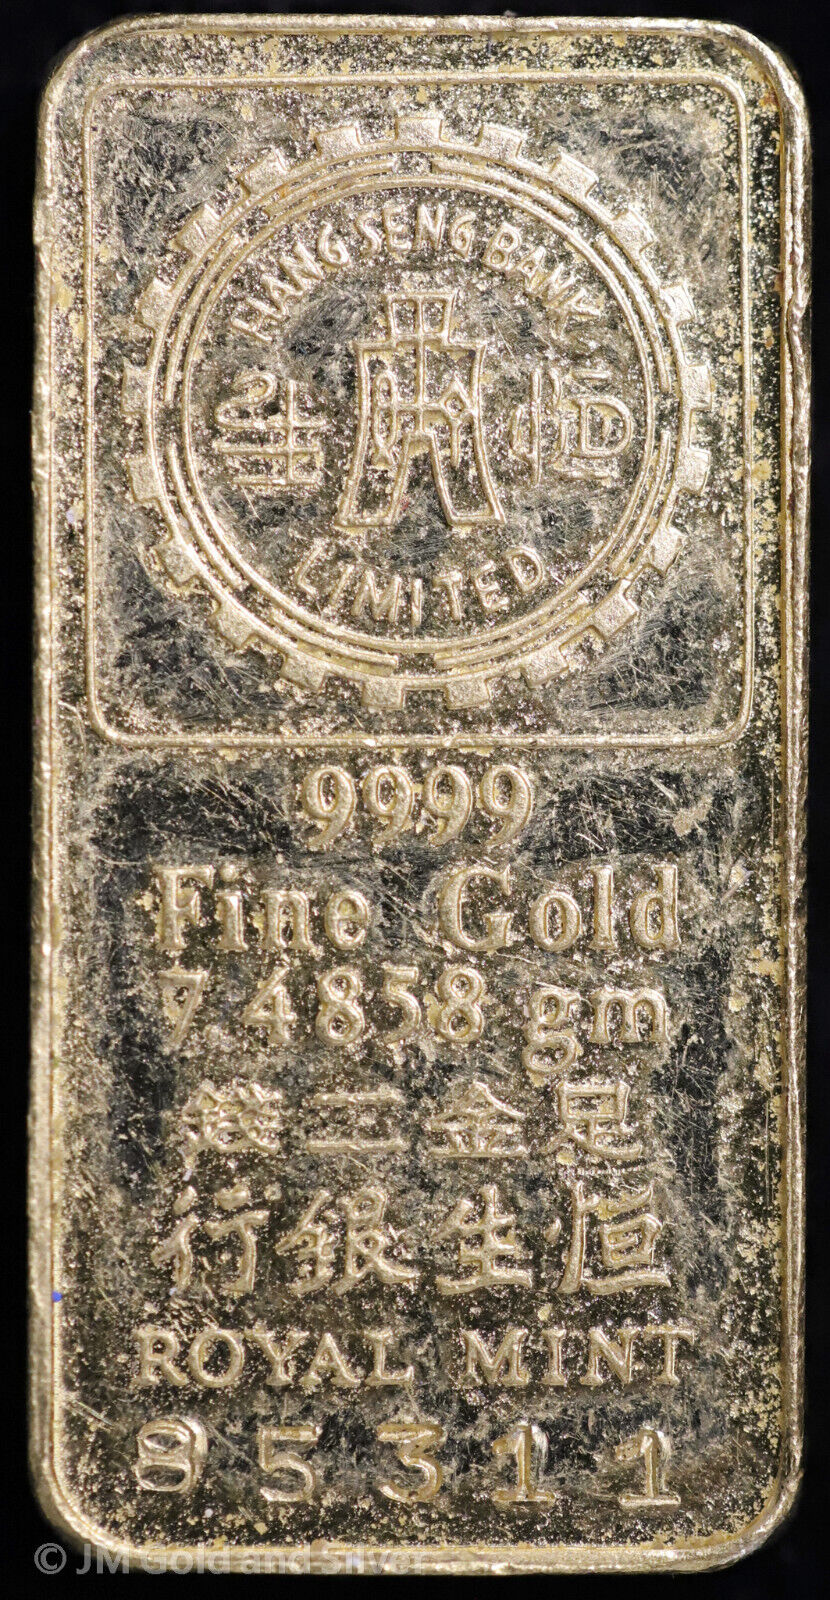 HANG SENG BANK
恒生
LIMITED
9999
Fine Gold
7 4858 gm
足金二錢
恒生銀行
ROYAL MINT
85311
© JM Gold and Silver